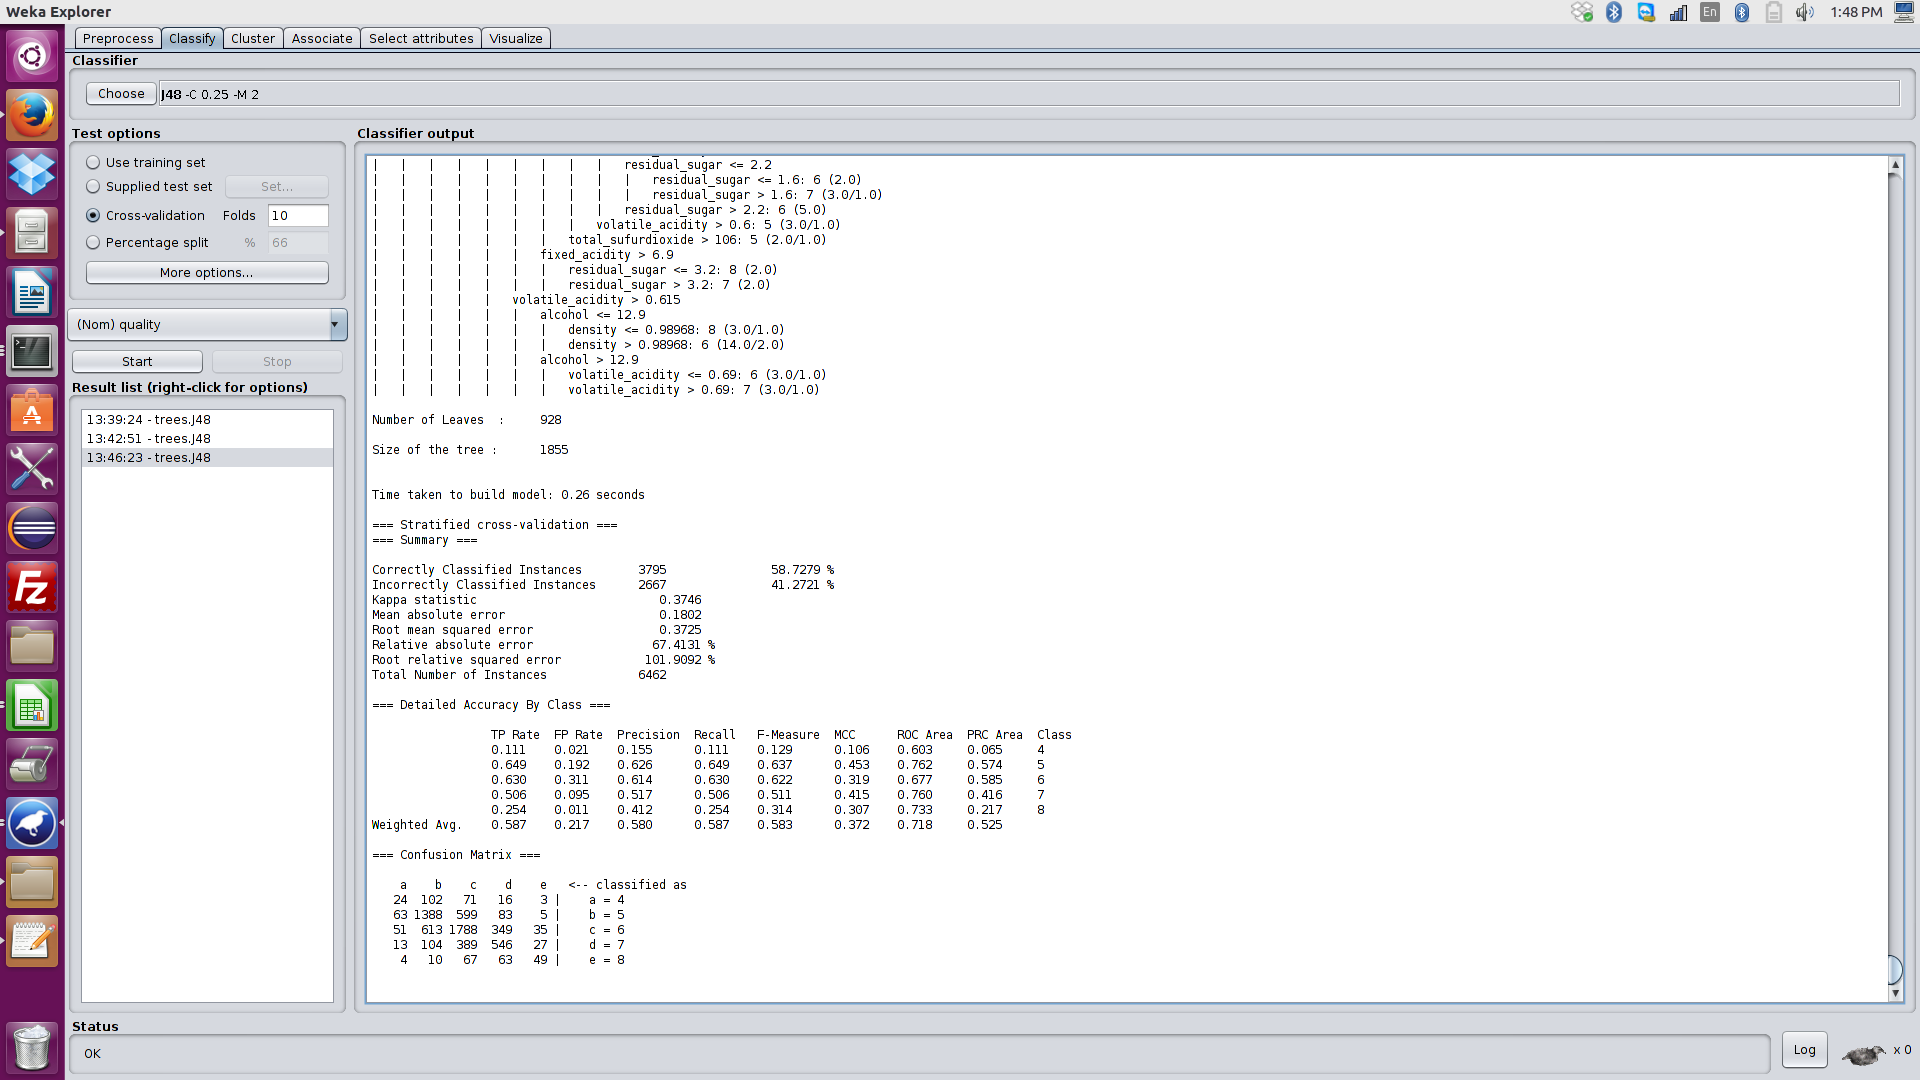 Weka Explorer
En
1:48 PM
Preprocess Classify Cluster Associate Select attributes Visualize
Classifier
Choose J48 -C 0.25 -M 2
Test options
Use training set
Supplied test set Set...
Cross-validation Folds 10
Percentage split % 66
More options...
(Nom) quality
Start Stop
Result list (right-click for options)
13:39:24 - trees.J48
13:42:51 - trees.J48
13:46:23 - trees.J48
Classifier output
| | | | | | | | | residual_sugar <= 2.2
| | | | | | | | | | residual_sugar <= 1.6: 6 (2.0)
| | | | | | | | | | residual_sugar > 1.6: 7 (3.0/1.0)
| | | | | | | | | residual_sugar > 2.2: 6 (5.0)
| | | | | | | | volatile_acidity > 0.6: 5 (3.0/1.0)
| | | | | | | total_sufurdioxide > 106: 5 (2.0/1.0)
| | | | | | fixed_acidity > 6.9
| | | | | | | residual_sugar <= 3.2: 8 (2.0)
| | | | | | | residual_sugar > 3.2: 7 (2.0)
| | | | | volatile_acidity > 0.615
| | | | | | alcohol <= 12.9
| | | | | | | density <= 0.98968: 8 (3.0/1.0)
| | | | | | | density > 0.98968: 6 (14.0/2.0)
| | | | | | alcohol > 12.9
| | | | | | | volatile_acidity <= 0.69: 6 (3.0/1.0)
| | | | | | | volatile_acidity > 0.69: 7 (3.0/1.0)
Number of Leaves : 928
Size of the tree : 1855
Time taken to build model: 0.26 seconds
=== Stratified cross-validation ===
=== Summary ===
Correctly Classified Instances 3795 58.7279 %
Incorrectly Classified Instances 2667 41.2721 %
Kappa statistic 0.3746
Mean absolute error 0.1802
Root mean squared error 0.3725
Relative absolute error 67.4131 %
Root relative squared error 101.9092 %
Total Number of Instances 6462
=== Detailed Accuracy By Class ===
TP Rate FP Rate Precision Recall F-Measure MCC ROC Area PRC Area Class
0.111 0.021 0.155 0.111 0.129 0.106 0.603 0.065 4
0.649 0.192 0.626 0.649 0.637 0.453 0.762 0.574 5
0.630 0.311 0.614 0.630 0.622 0.319 0.677 0.585 6
0.506 0.095 0.517 0.506 0.511 0.415 0.760 0.416 7
0.254 0.011 0.412 0.254 0.314 0.307 0.733 0.217 8
Weighted Avg. 0.587 0.217 0.580 0.587 0.583 0.372 0.718 0.525
=== Confusion Matrix ===
a b c d e <-- classified as
24 102 71 16 3 | a = 4
63 1388 599 83 5 | b = 5
51 613 1788 349 35 | c = 6
13 104 389 546 27 | d = 7
4 10 67 63 49 | e = 8
Status
OK
Log
x 0